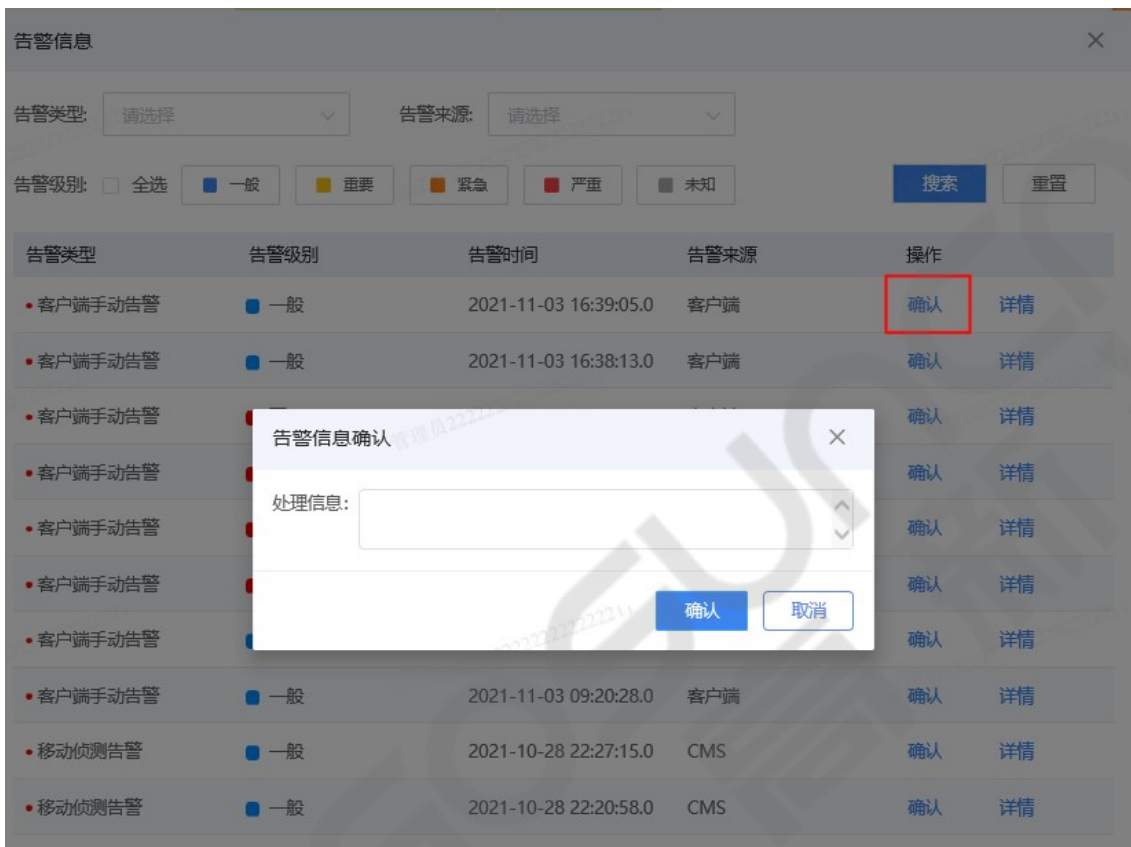 告警信息
告警类型: 请选择 告警来源: 请选择
告警级别: 全选 一般 重要 紧急 严重 未知 搜索 重置
告警类型 告警级别 告警时间 告警来源 操作
客户端手动告警 一般 2021-11-03 16:39:05.0 客户端 确认 详情
客户端手动告警 一般 2021-11-03 16:38:13.0 客户端 确认 详情
客户端手动告警 确认 详情
告警信息确认
客户端手动告警 确认 详情
处理信息:
客户端手动告警 确认 详情
客户端手动告警 确认 详情
确认 取消
客户端手动告警 确认 详情
客户端手动告警 一般 2021-11-03 09:20:28.0 客户端 确认 详情
移动侦测告警 一般 2021-10-28 22:27:15.0 CMS 确认 详情
移动侦测告警 一般 2021-10-28 22:20:58.0 CMS 确认 详情